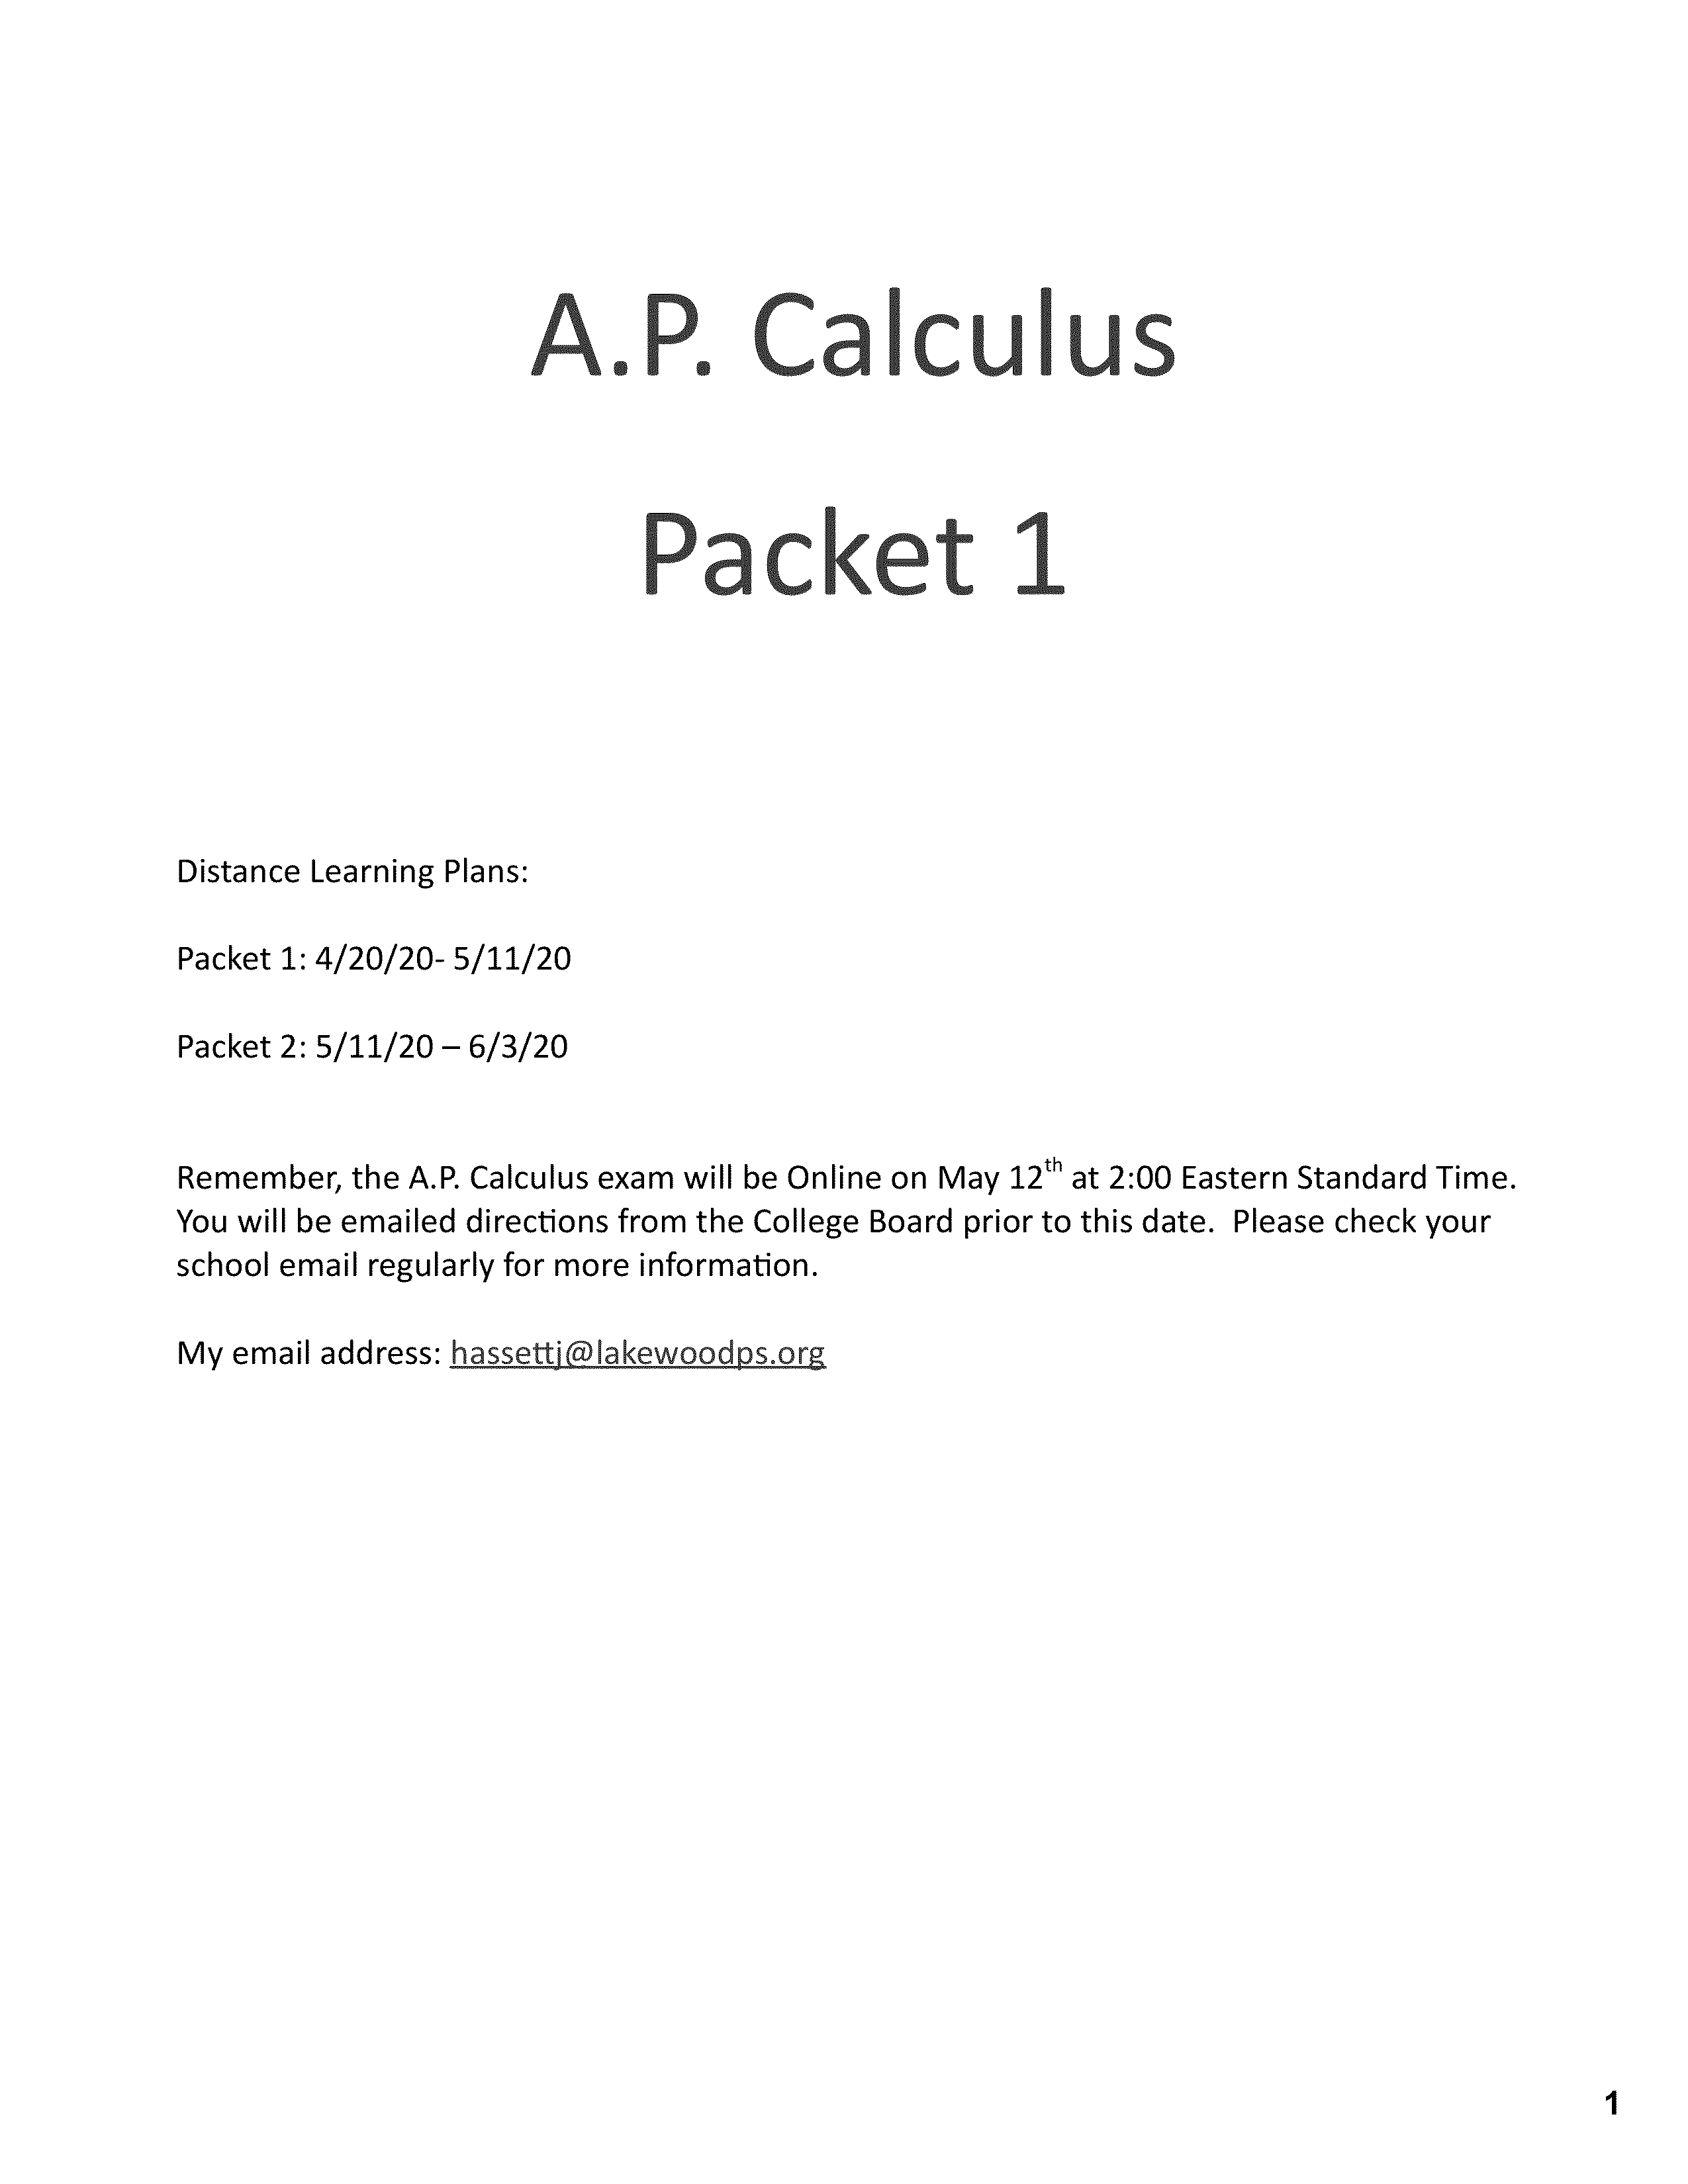 A.P. Calculus
Packet 1
Distance Learning Plans:
Packet 1: 4/20/20- 5/11/20
Packet 2: 5/11/20 – 6/3/20
Remember, the A.P. Calculus exam will be Online on May 12th at 2:00 Eastern Standard Time.
You will be emailed directions from the College Board prior to this date.  Please check your
school email regularly for more information.
My email address: hassettj@lakewoodps.org
1